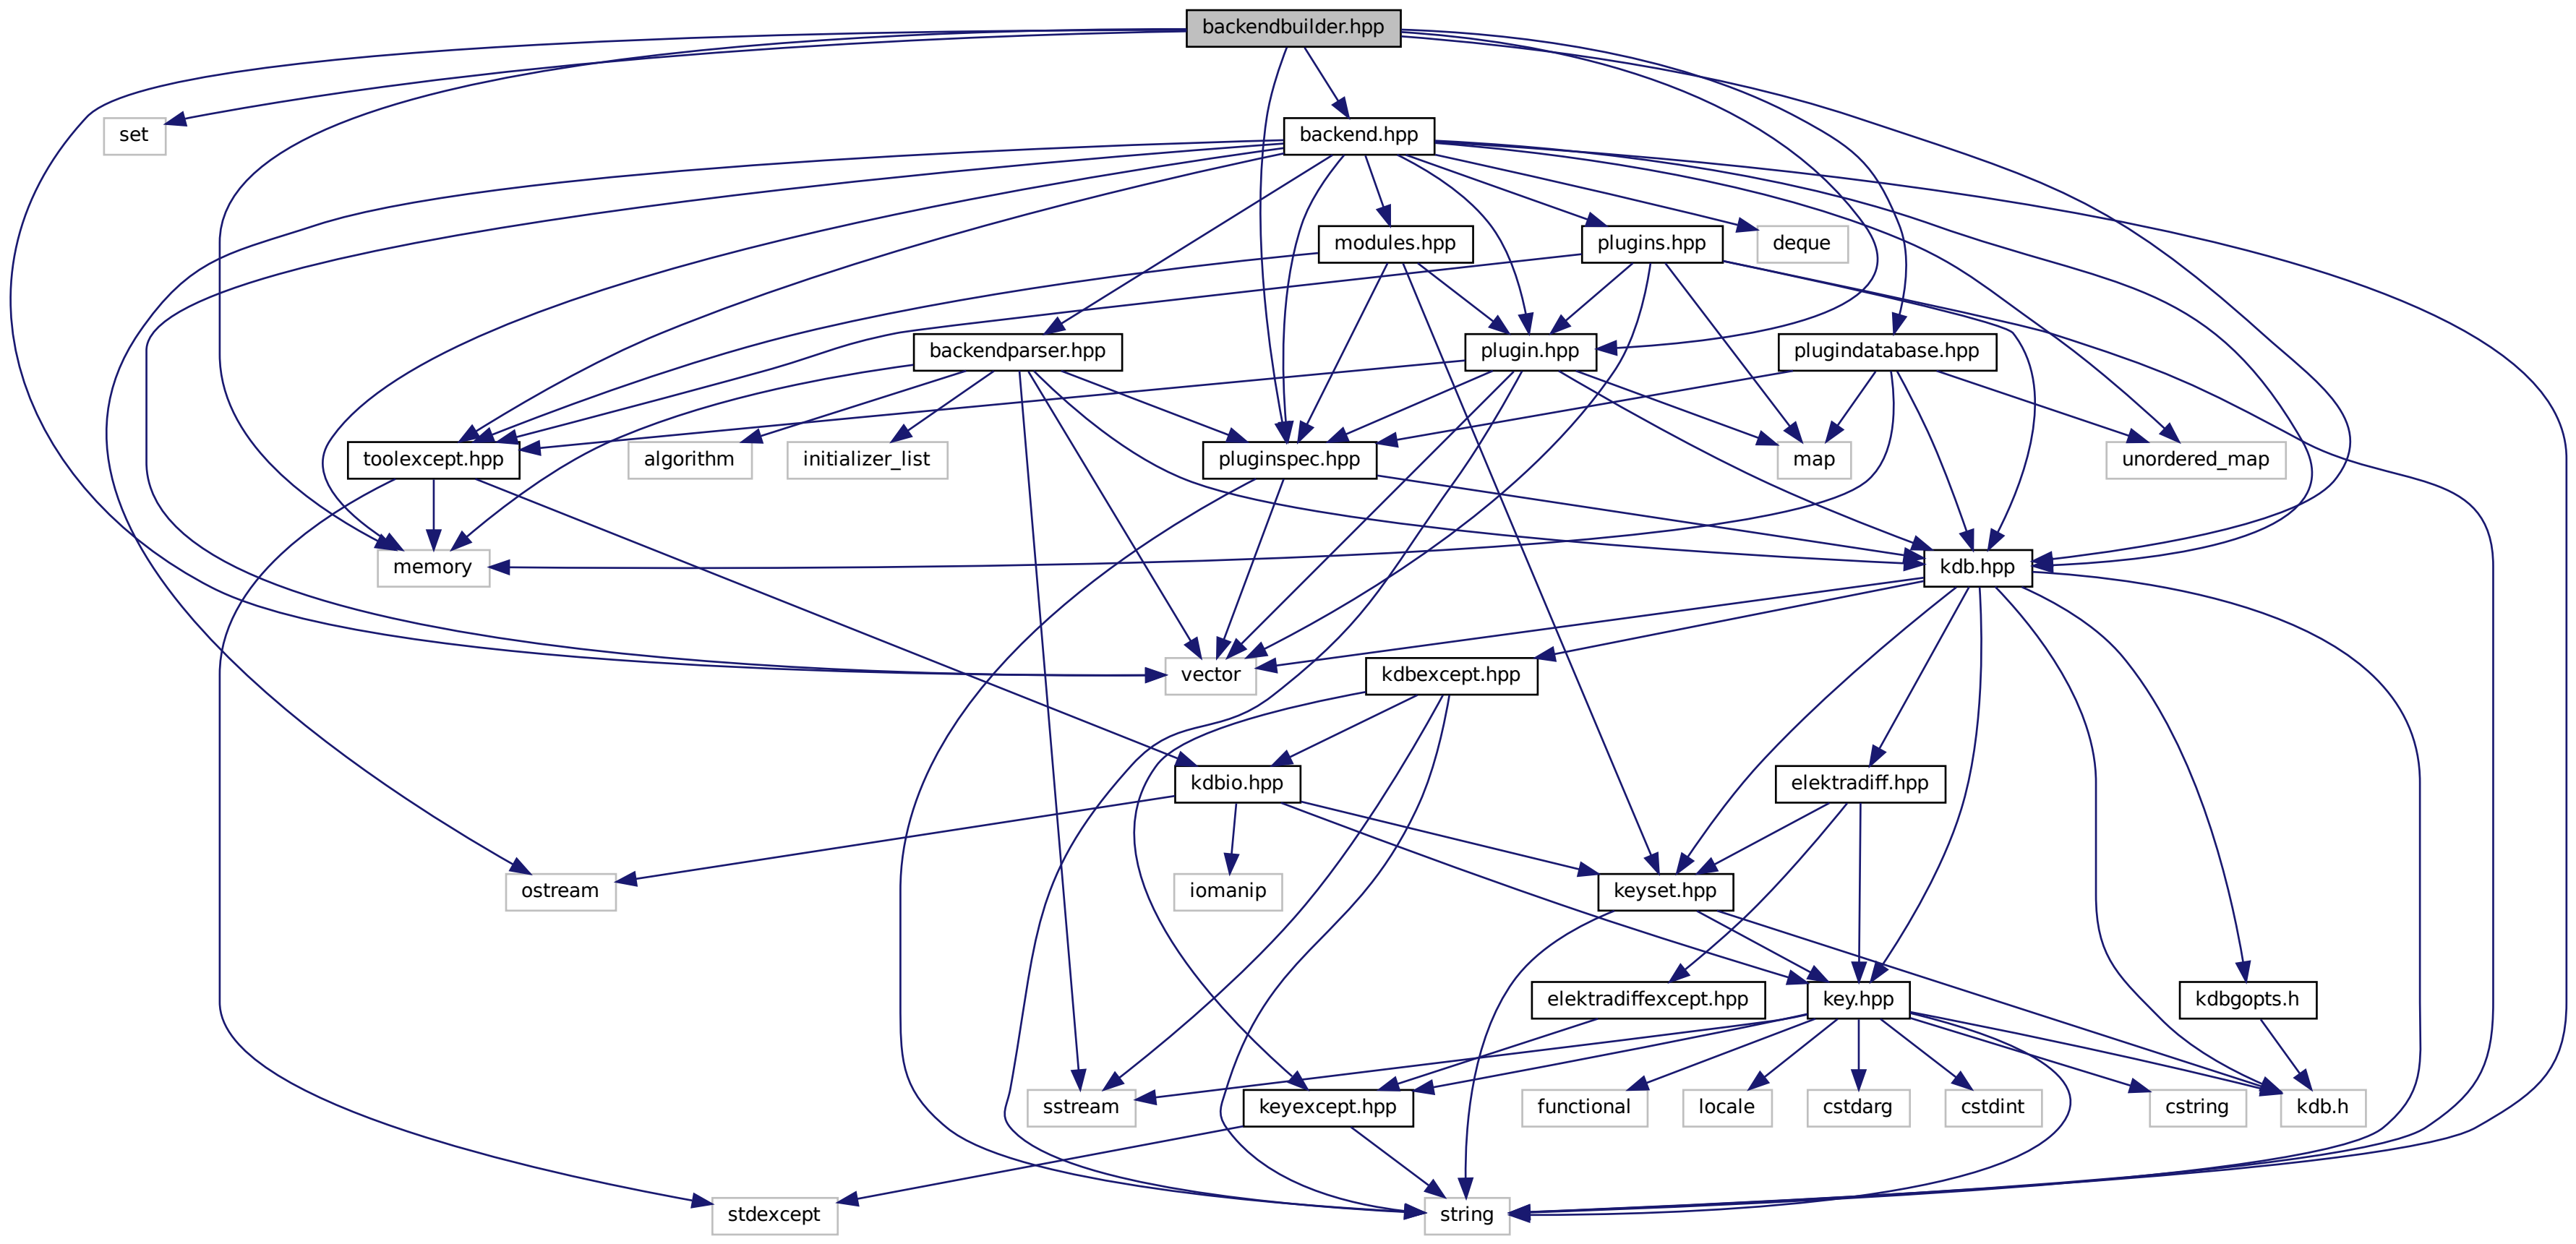 backendbuilder.hpp
set
backend.hpp
modules.hpp
plugins.hpp
deque
backendparser.hpp
plugin.hpp
plugindatabase.hpp
toolexcept.hpp
algorithm
initializer_list
pluginspec.hpp
map
unordered_map
memory
kdb.hpp
vector
kdbexcept.hpp
kdbio.hpp
elektradiff.hpp
ostream
iomanip
keyset.hpp
elektradiffexcept.hpp
key.hpp
kdbgopts.h
sstream
keyexcept.hpp
functional
locale
cstdarg
cstdint
cstring
kdb.h
stdexcept
string